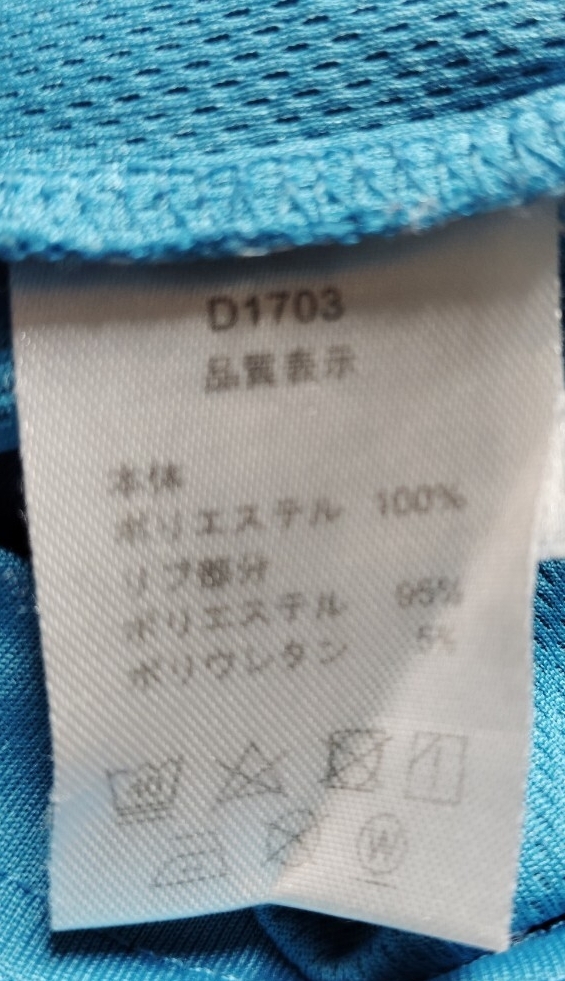 D1703
品質表示
本体
ポリエステル 100%
リブ部分
ポリエステル 95%
ポリウレタン 5%
40
W